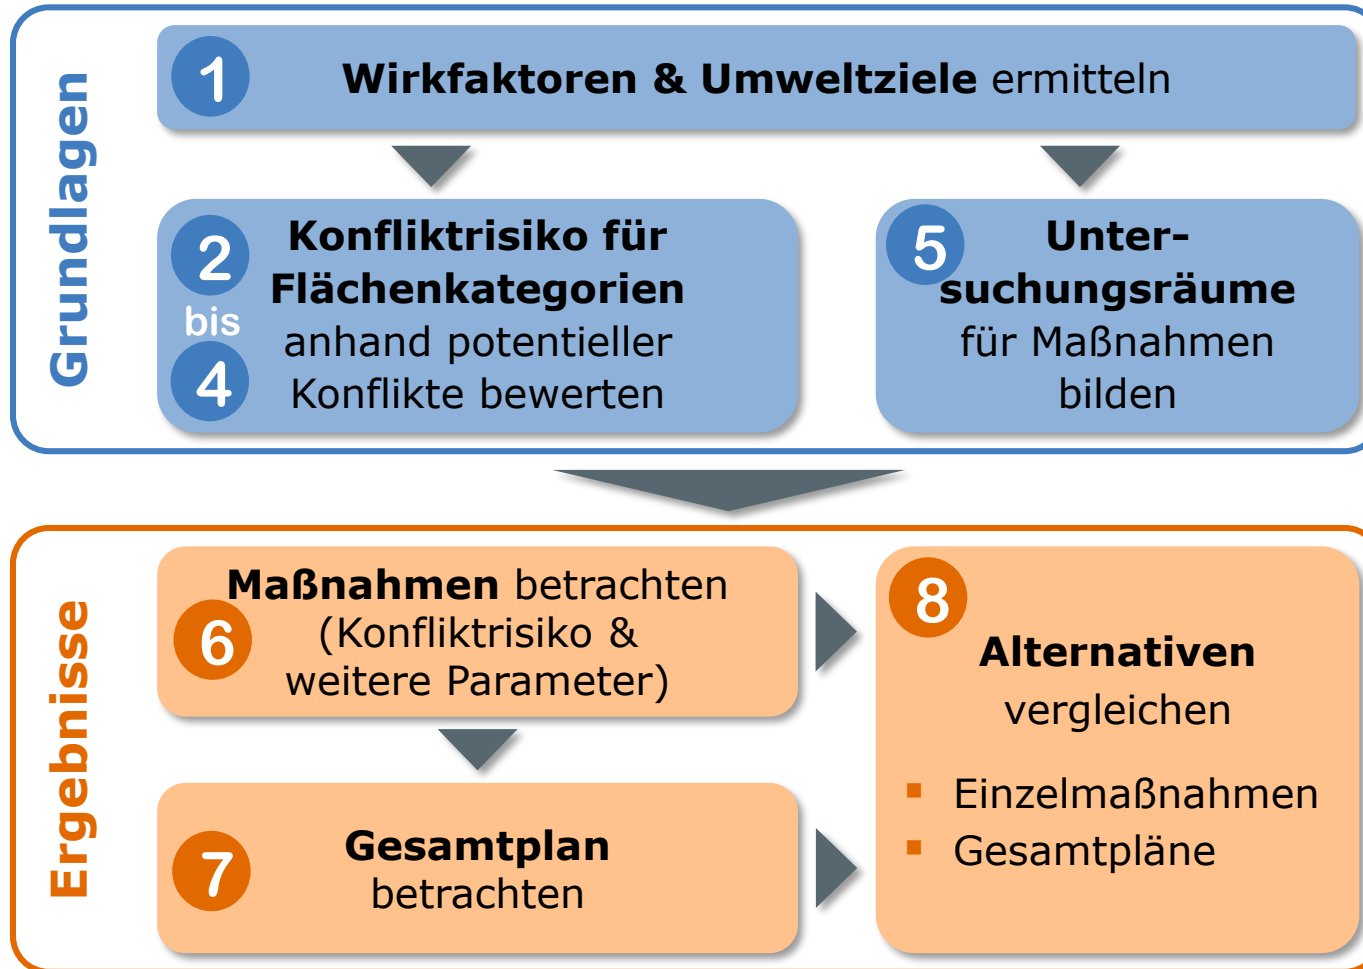 Grundlagen
1
Wirkfaktoren & Umweltziele ermitteln
2
bis
4
Konfliktrisiko für
Flächenkategorien
anhand potentieller
Konflikte bewerten
5
Unter-
suchungsräume
für Maßnahmen
bilden
Ergebnisse
6
Maßnahmen betrachten
(Konfliktrisiko &
weitere Parameter)
7
Gesamtplan
betrachten
8
Alternativen
vergleichen
▪ Einzelmaßnahmen
▪ Gesamtpläne